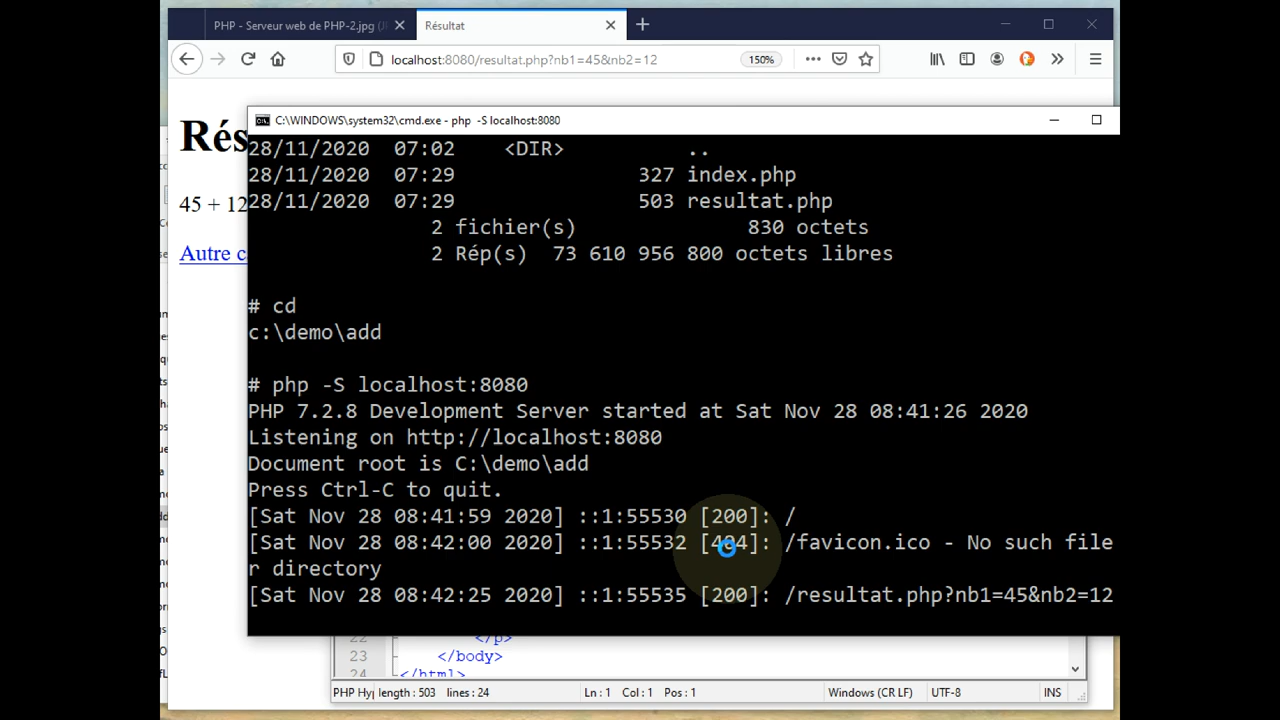 PHP - Serveur web de PHP-2.jpg (J
Résultat
localhost:8080/resultat.php?nb1=45&nb2=12
150%
Rés
45 + 12
Autre c
C:\WINDOWS\system32\cmd.exe - php -S localhost:8080
28/11/2020 07:02 <DIR> ..
28/11/2020 07:29 327 index.php
28/11/2020 07:29 503 resultat.php
2 fichier(s) 830 octets
2 Rép(s) 73 610 956 800 octets libres
# cd
c:\demo\add
# php -S localhost:8080
PHP 7.2.8 Development Server started at Sat Nov 28 08:41:26 2020
Listening on http://localhost:8080
Document root is C:\demo\add
Press Ctrl-C to quit.
[Sat Nov 28 08:41:59 2020] ::1:55530 [200]: /
[Sat Nov 28 08:42:00 2020] ::1:55532 [404]: /favicon.ico - No such file
r directory
[Sat Nov 28 08:42:25 2020] ::1:55535 [200]: /resultat.php?nb1=45&nb2=12
22 </p>
23 </body>
24 </html>
PHP Hyp length : 503 lines : 24 Ln : 1 Col : 1 Pos : 1 Windows (CR LF) UTF-8 INS